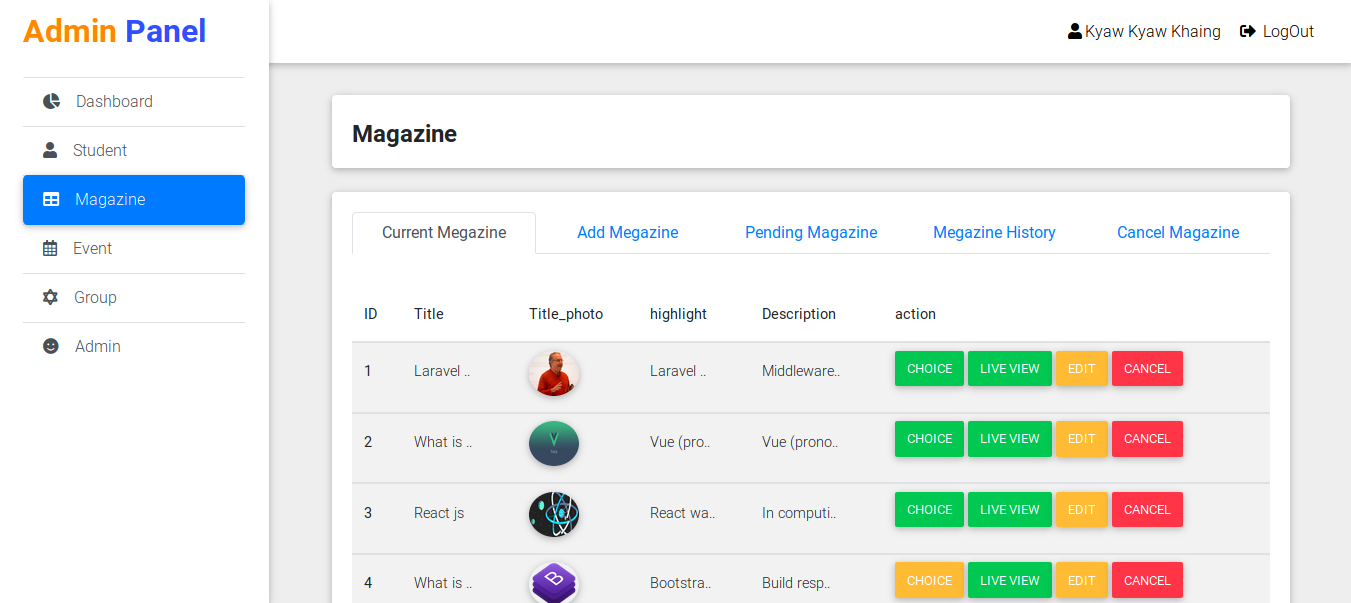 Admin Panel
Kyaw Kyaw Khaing LogOut
Dashboard
Student
Magazine
Event
Group
Admin
Magazine
Current Megazine Add Megazine Pending Magazine Megazine History Cancel Magazine
ID Title Title_photo highlight Description action
1 Laravel .. Laravel .. Middleware.. CHOICE LIVE VIEW EDIT CANCEL
2 What is .. Vue (pro.. Vue (prono.. CHOICE LIVE VIEW EDIT CANCEL
3 React js React wa.. In computi.. CHOICE LIVE VIEW EDIT CANCEL
4 What is .. B Bootstra.. Build resp.. CHOICE LIVE VIEW EDIT CANCEL